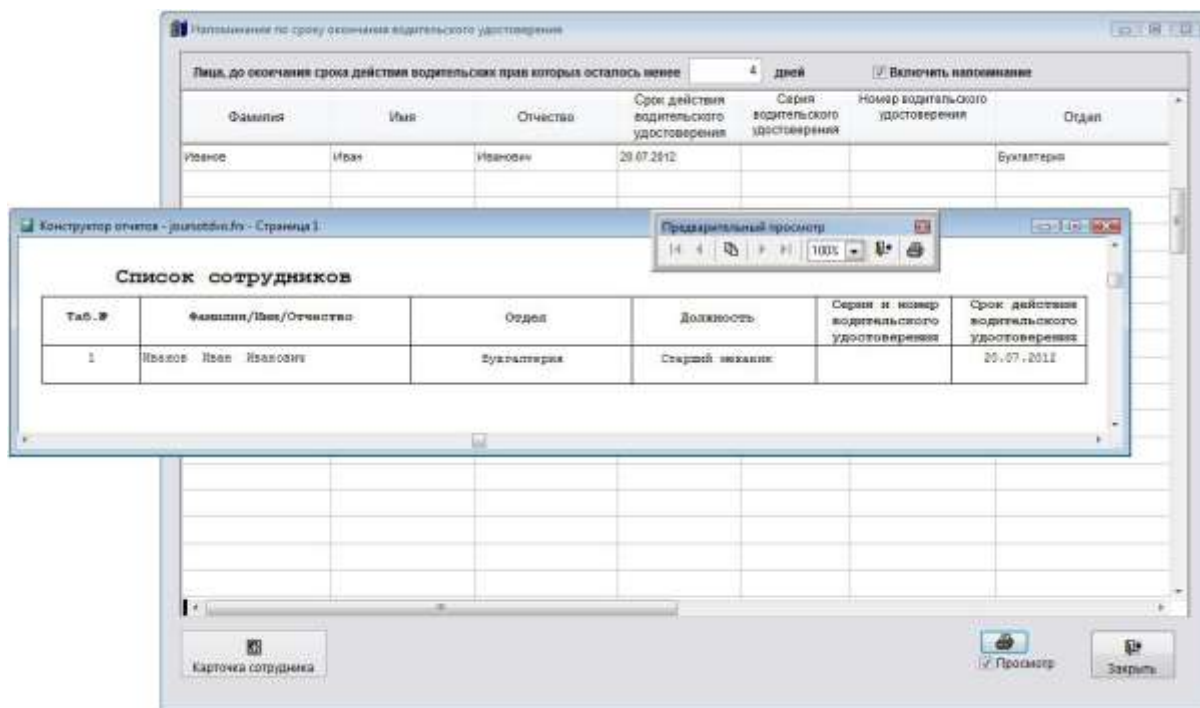 Напоминание по сроку окончания водительского удостоверения
Лица, до окончания срока действия водительских прав которых осталось менее 4 дней Включить напоминание
Фамилия Имя Отчество Срок действия водительского удостоверения Серия водительского удостоверения Номер водительского удостоверения Отдел
Иванов Иван Иванович 20.07.2012 Бухгалтерия
Конструктор отчетов - - Страница 1
Предварительный просмотр
100%
Список сотрудников
Таб.№ Фамилия/Имя/Отчество Отдел Должность Серия и номер водительского удостоверения Срок действия водительского удостоверения
1 Иванов Иван Иванович Бухгалтерия Старший механик 20.07.2012
Карточка сотрудника
Просмотр
Закрыть